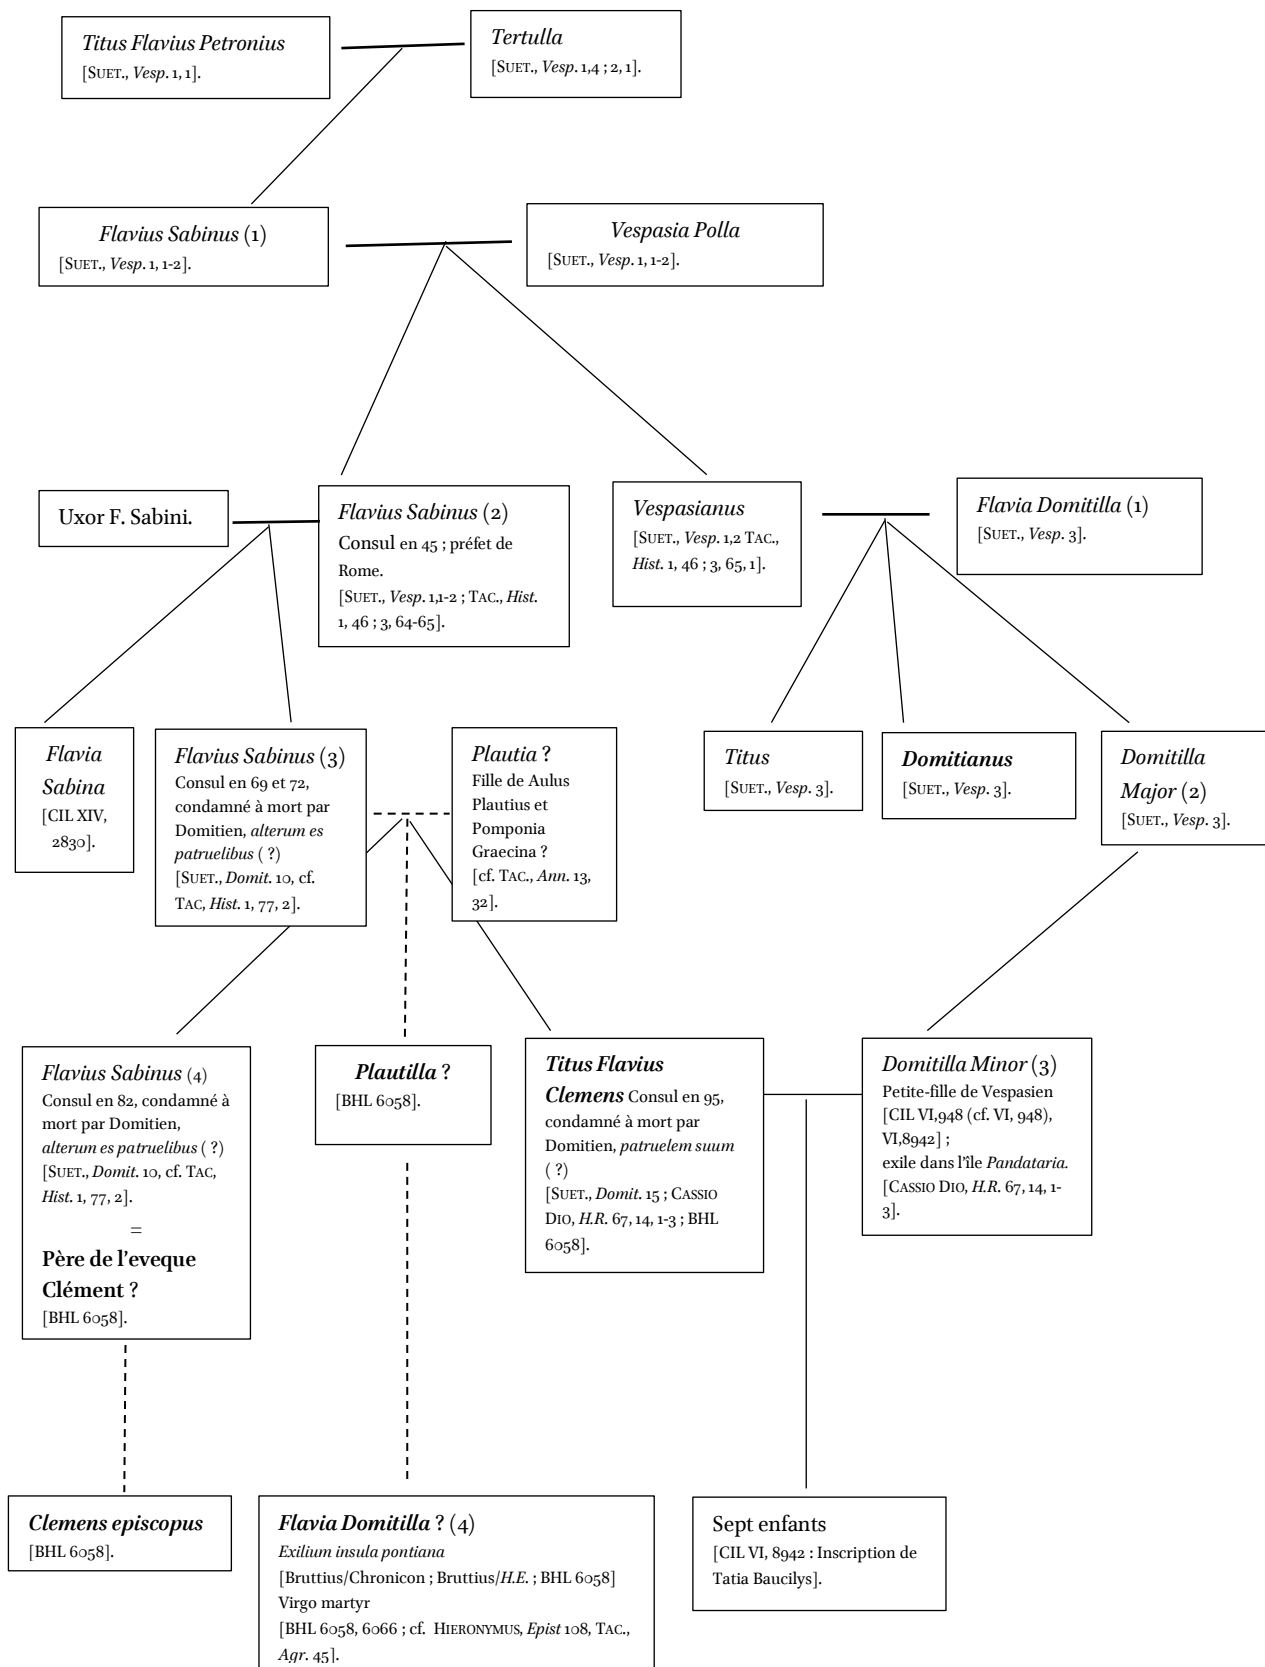 Titus Flavius Petronius
[SUET., Vesp. 1, 1].
Tertulla
[SUET., Vesp. 1,4 ; 2, 1].
Flavius Sabinus (1)
[SUET., Vesp. 1, 1-2].
Vespasia Polla
[SUET., Vesp. 1, 1-2].
Uxor F. Sabini.
Flavius Sabinus (2)
Consul en 45 ; préfet de
Rome.
[SUET., Vesp. 1,1-2 ; TAC., Hist.
1, 46 ; 3, 64-65].
Vespasianus
[SUET., Vesp. 1,2 TAC.,
Hist. 1, 46 ; 3, 65, 1].
Flavia Domitilla (1)
[SUET., Vesp. 3].
Flavia
Sabina
[CIL XIV,
2830].
Flavius Sabinus (3)
Consul en 69 et 72,
condamné à mort par
Domitien, alterum es
patruelibus ( ?)
[SUET., Domit. 10, cf.
TAC, Hist. 1, 77, 2].
Plautia ?
Fille de Aulus
Plautius et
Pomponia
Graecina ?
[cf. TAC., Ann. 13,
32].
Titus
[SUET., Vesp. 3].
Domitianus
[SUET., Vesp. 3].
Domitilla
Major (2)
[SUET., Vesp. 3].
Flavius Sabinus (4)
Consul en 82, condamné à
mort par Domitien,
alterum es patruelibus ( ?)
[SUET., Domit. 10, cf. TAC,
Hist. 1, 77, 2].
=
Père de l'eveque
Clément ?
[BHL 6058].
Plautilla ?
[BHL 6058].
Titus Flavius
Clemens Consul en 95,
condamné à mort par
Domitien, patruelem suum
( ?)
[SUET., Domit. 15 ; CASSIO
DIO, H.R. 67, 14, 1-3 ; BHL
6058].
Domitilla Minor (3)
Petite-fille de Vespasien
[CIL VI,948 (cf. VI, 948),
VI,8942] ;
exile dans l'île Pandataria.
[CASSIO DIO, H.R. 67, 14, 1-
3].
Clemens episcopus
[BHL 6058].
Flavia Domitilla ? (4)
Exilium insula pontiana
[Bruttius/Chronicon ; Bruttius/H.E. ; BHL 6058]
Virgo martyr
[BHL 6058, 6066 ; cf. HIERONYMUS, Epist 108, TAC.,
Agr. 45].
Sept enfants
[CIL VI, 8942 : Inscription de
Tatia Baucilys].